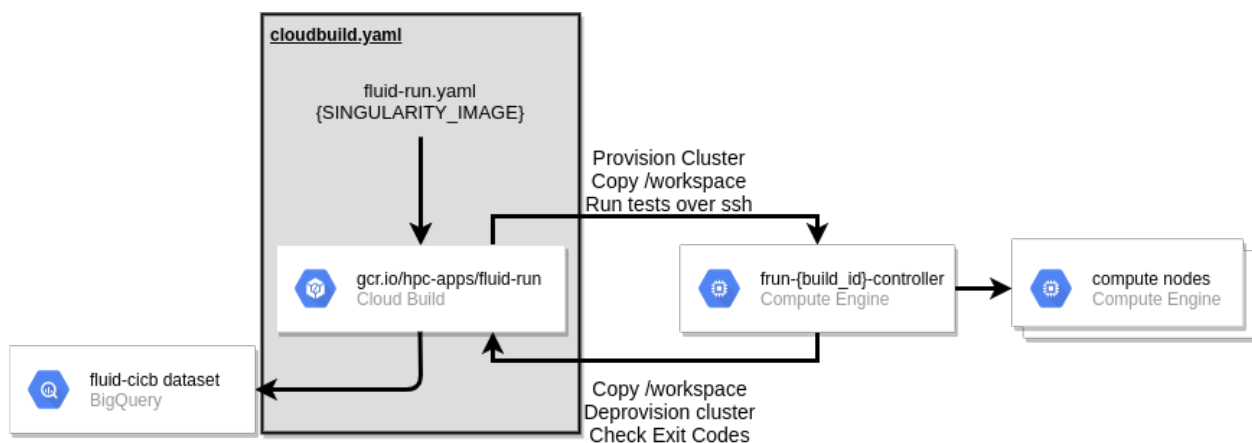 cloudbuild.yaml
fluid-run.yaml
{SINGULARITY_IMAGE}
Provision Cluster
Copy /workspace
Run tests over ssh
gcr.io/hpc-apps/fluid-run
Cloud Build
frun-{build_id}-controller
Compute Engine
compute nodes
Compute Engine
fluid-cicb dataset
BigQuery
Copy /workspace
Deprovision cluster
Check Exit Codes